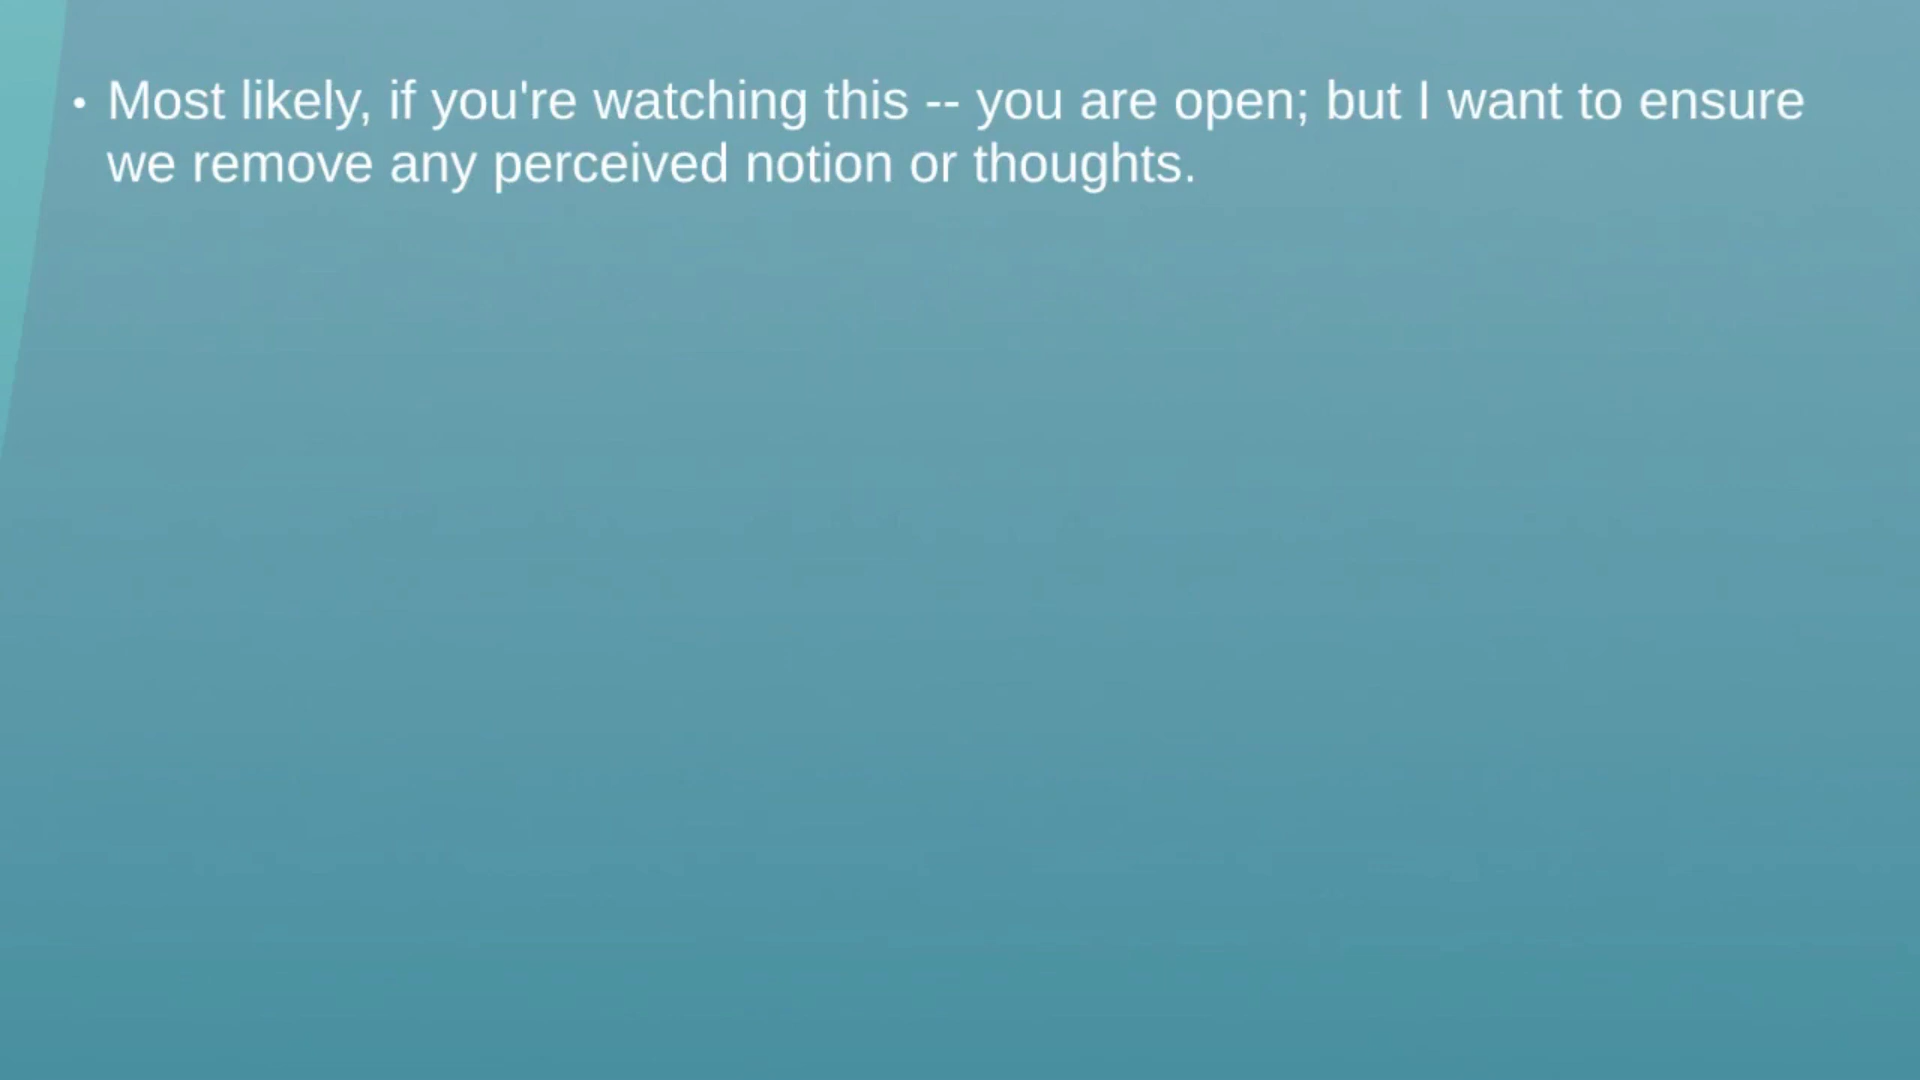 • Most likely, if you're watching this -- you are open; but I want to ensure
we remove any perceived notion or thoughts.